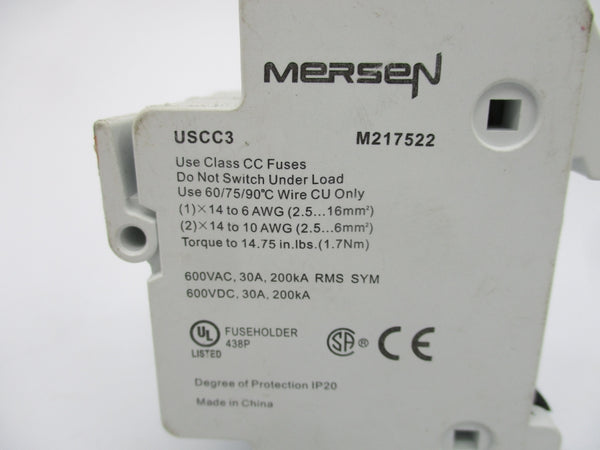 MERSEN
USCC3 M217522
Use Class CC Fuses
Do Not Switch Under Load
Use 60/75/90℃ Wire CU Only
(1)×14 to 6 AWG (2.5...16mm²)
(2)×14 to 10 AWG (2.5...6mm²)
Torque to 14.75 in.lbs.(1.7Nm)
600VAC, 30A, 200kA RMS SYM
600VDC, 30A, 200kA
UL LISTED FUSEHOLDER 438P
SA ® CE
Degree of Protection IP20
Made in China